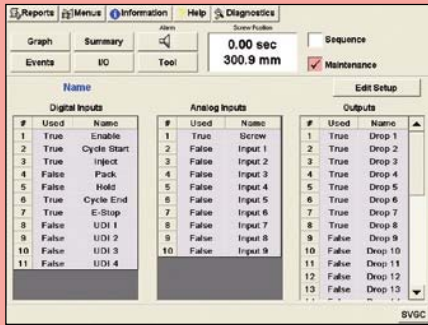 Reports Menus Information Help Diagnostics
Graph Summary Alarm Screw Position Sequence
0.00 sec
300.9 mm
Events I/O Tool Maintenance
Name Edit Setup
Digital Inputs Analog Inputs Outputs
# Used Name # Used Name # Used Name
1 True Enable 1 True Screw 1 True Drop 1
2 True Cycle Start 2 False Input 1 2 True Drop 2
3 True Inject 3 False Input 2 3 True Drop 3
4 False Pack 4 False Input 3 4 True Drop 4
5 False Hold 5 False Input 4 5 True Drop 5
6 True Cycle End 6 False Input 5 6 True Drop 6
7 True E-Stop 7 False Input 6 7 True Drop 7
8 False UDI 1 8 False Input 7 8 True Drop 8
9 False UDI 2 9 False Input 8 9 False Drop 9
10 False UDI 3 10 False Input 9 10 False Drop 10
11 False UDI 4 11 False Drop 11
12 False Drop 12
13 False Drop 13
SVGC